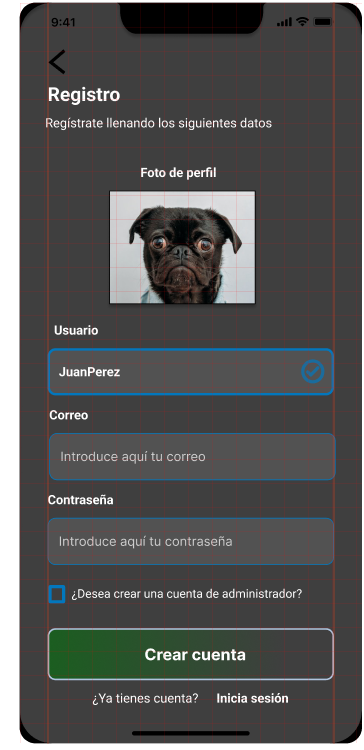 9:41
Registro
Regístrate llenando los siguientes datos
Foto de perfil
Usuario
JuanPerez
Correo
Introduce aquí tu correo
Contraseña
Introduce aquí tu contraseña
¿Desea crear una cuenta de administrador?
Crear cuenta
¿Ya tienes cuenta? Inicia sesión